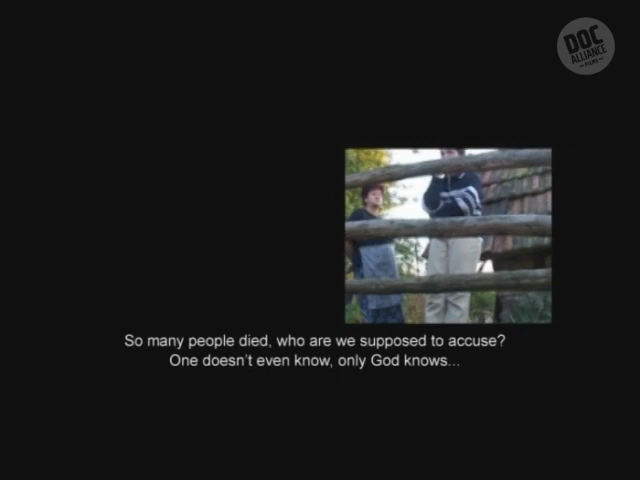 DOC
ALLIANCE
FILMS
So many people died, who are we supposed to accuse?
One doesn't even know, only God knows...